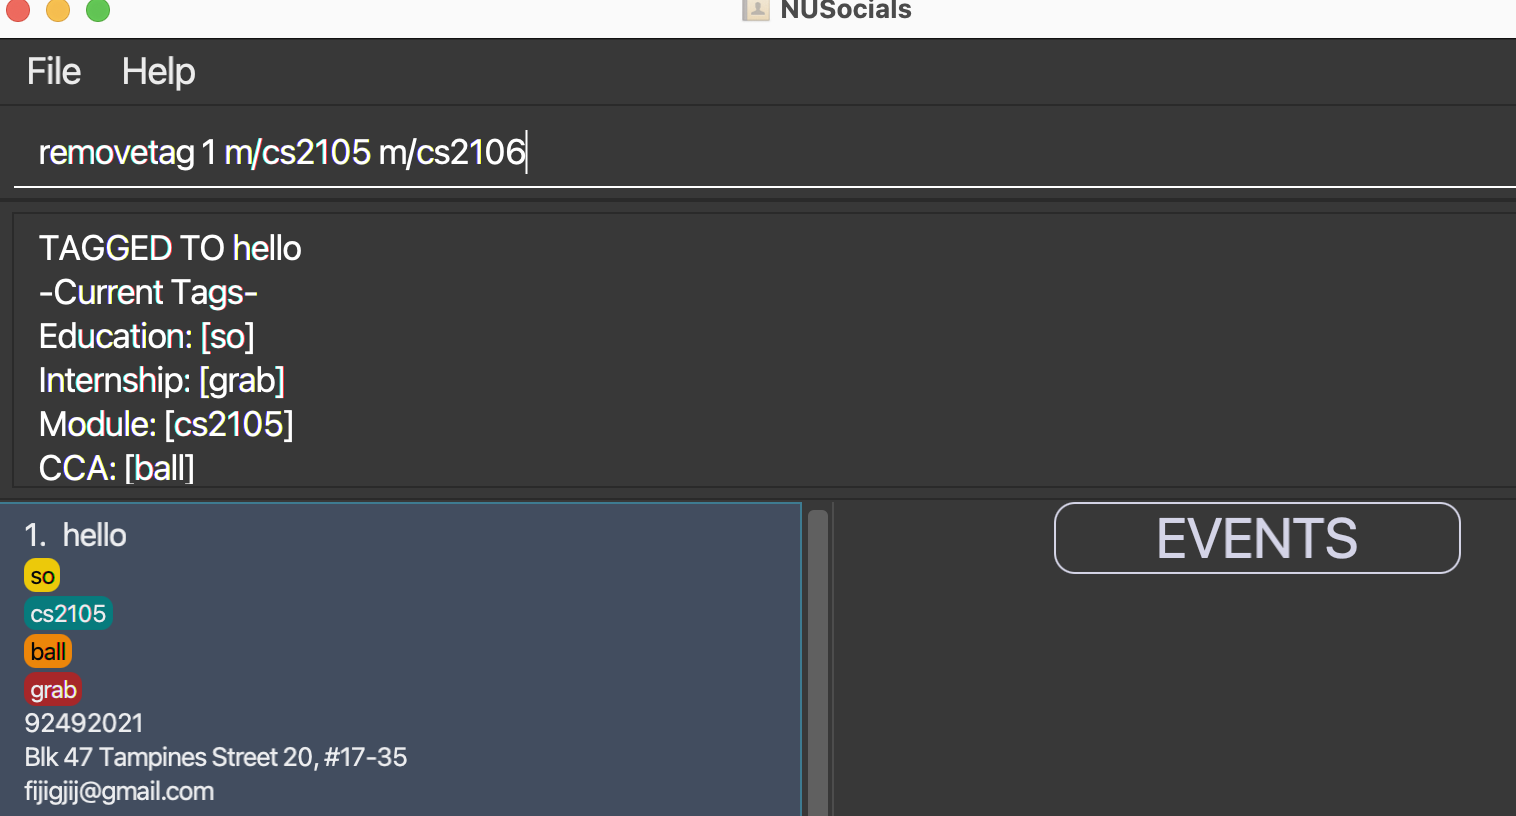 NUSocials
File Help
removetag 1 m/cs2105 m/cs2106
TAGGED TO hello
-Current Tags-
Education: [so]
Internship: [grab]
Module: [cs2105]
CCA: [ball]
1. hello
so
cs2105
ball
grab
92492021
Blk 47 Tampines Street 20, #17-35
fijigjij@gmail.com
EVENTS